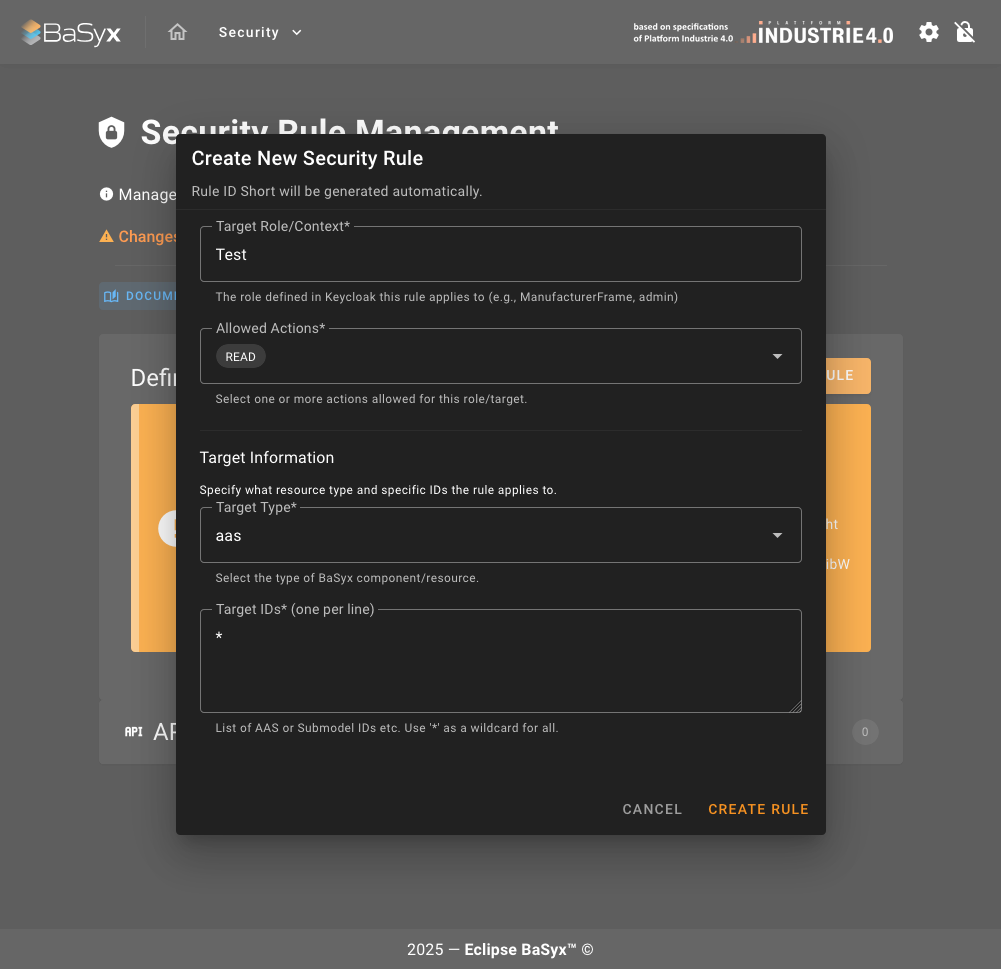 BaSyx
Security
based on specifications
of Platform Industrie 4.0
PLATTFORM
INDUSTRIE4.0
Security Rule Management
Manage
Changes
Create New Security Rule
Rule ID Short will be generated automatically.
Target Role/Context*
Test
The role defined in Keycloak this rule applies to (e.g., ManufacturerFrame, admin)
Allowed Actions*
READ
Select one or more actions allowed for this role/target.
Target Information
Specify what resource type and specific IDs the rule applies to.
Target Type*
aas
Select the type of BaSyx component/resource.
Target IDs* (one per line)
*
List of AAS or Submodel IDs etc. Use '*' as a wildcard for all.
CANCEL
CREATE RULE
DOCUM
Defin
ULE
ht
ibW
API
AP
0
2025 — Eclipse BaSyx™ ©